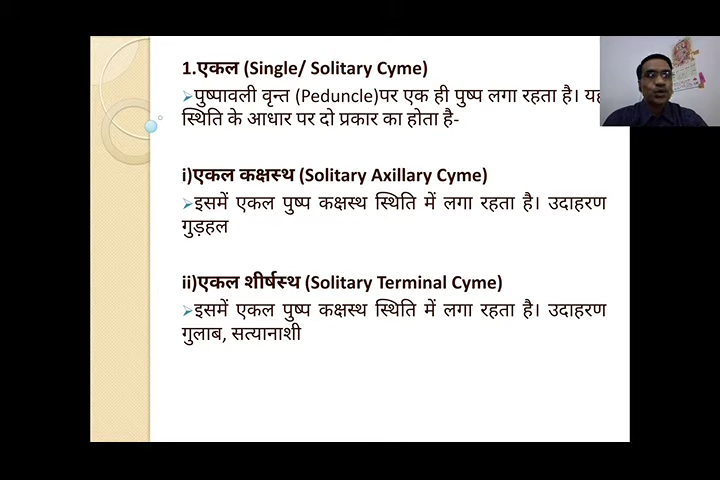 1.एकल (Single/ Solitary Cyme)
➢पुष्पावली वृन्त (Peduncle)पर एक ही पुष्प लगा रहता है। यह
स्थिति के आधार पर दो प्रकार का होता है-
i)एकल कक्षस्थ (Solitary Axillary Cyme)
➢इसमें एकल पुष्प कक्षस्थ स्थिति में लगा रहता है। उदाहरण
गुड़हल
ii)एकल शीर्षस्थ (Solitary Terminal Cyme)
➢इसमें एकल पुष्प कक्षस्थ स्थिति में लगा रहता है। उदाहरण
गुलाब, सत्यानाशी